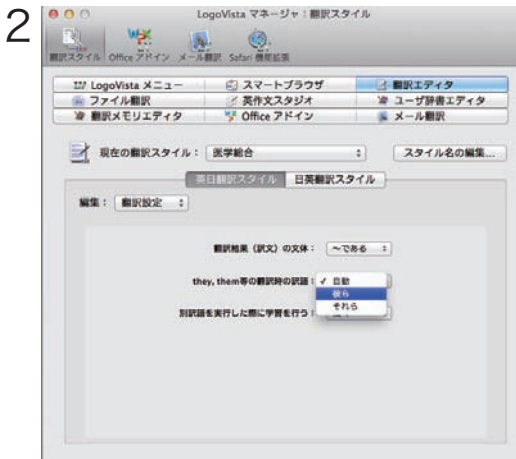 2
LogoVista マネージャ：翻訳スタイル
翻訳スタイル Office アドイン メール翻訳 Safari 機能拡張
LogoVista メニュー スマートブラウザ 翻訳エディタ
ファイル翻訳 英作文スタジオ ユーザ辞書エディタ
翻訳メモリエディタ Office アドイン メール翻訳
現在の翻訳スタイル： 医学総合 スタイル名の編集...
英日翻訳スタイル 日英翻訳スタイル
編集： 翻訳設定
翻訳結果（訳文）の文体： ～である
they, them等の翻訳時の訳語： ✓ 自動
彼ら
それら
別訳語を実行した際に学習を行う：